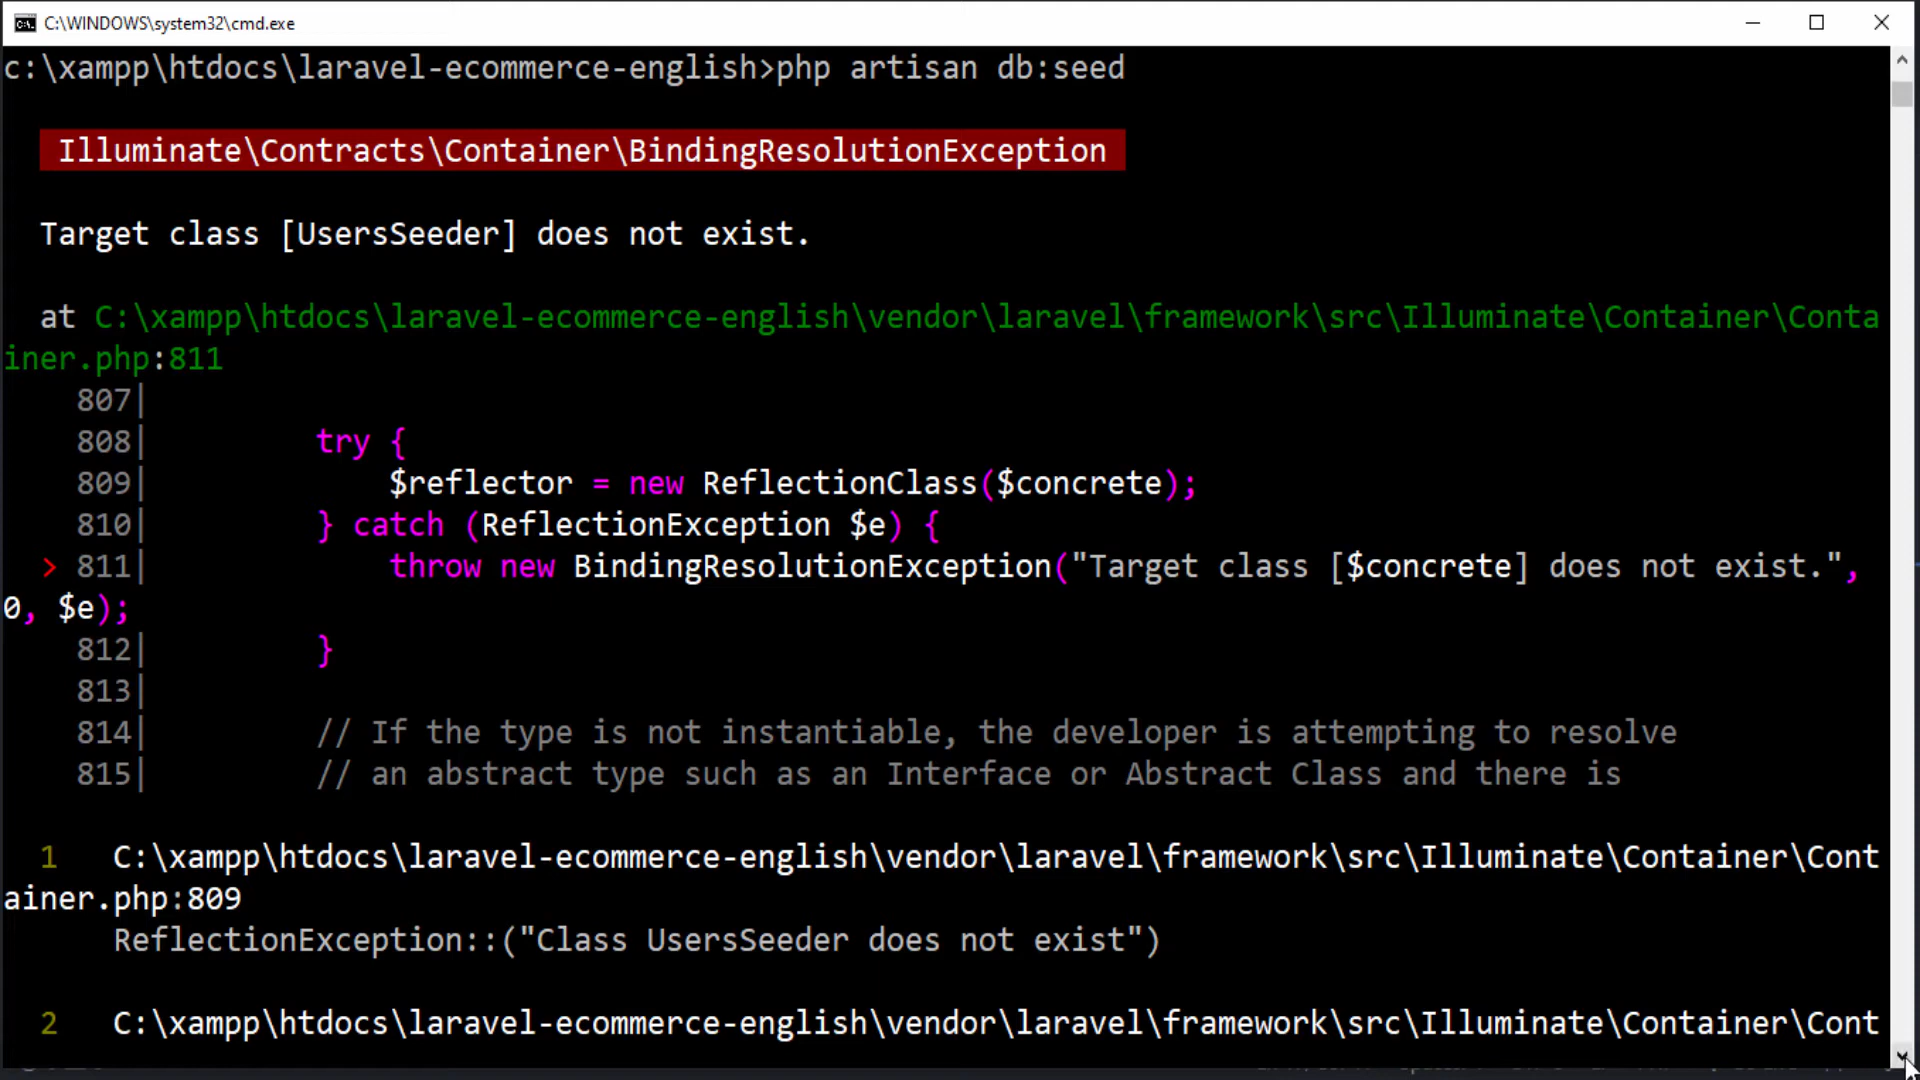 C:\WINDOWS\system32\cmd.exe
c:\xampp\htdocs\laravel-ecommerce-english>php artisan db:seed
Illuminate\Contracts\Container\BindingResolutionException
Target class [UsersSeeder] does not exist.
at C:\xampp\htdocs\laravel-ecommerce-english\vendor\laravel\framework\src\Illuminate\Container\Conta
iner.php:811
807|
808| try {
809| $reflector = new ReflectionClass($concrete);
810| } catch (ReflectionException $e) {
> 811| throw new BindingResolutionException("Target class [$concrete] does not exist.",
0, $e);
812| }
813|
814| // If the type is not instantiable, the developer is attempting to resolve
815| // an abstract type such as an Interface or Abstract Class and there is
1 C:\xampp\htdocs\laravel-ecommerce-english\vendor\laravel\framework\src\Illuminate\Container\Cont
ainer.php:809
ReflectionException::("Class UsersSeeder does not exist")
2 C:\xampp\htdocs\laravel-ecommerce-english\vendor\laravel\framework\src\Illuminate\Container\Cont